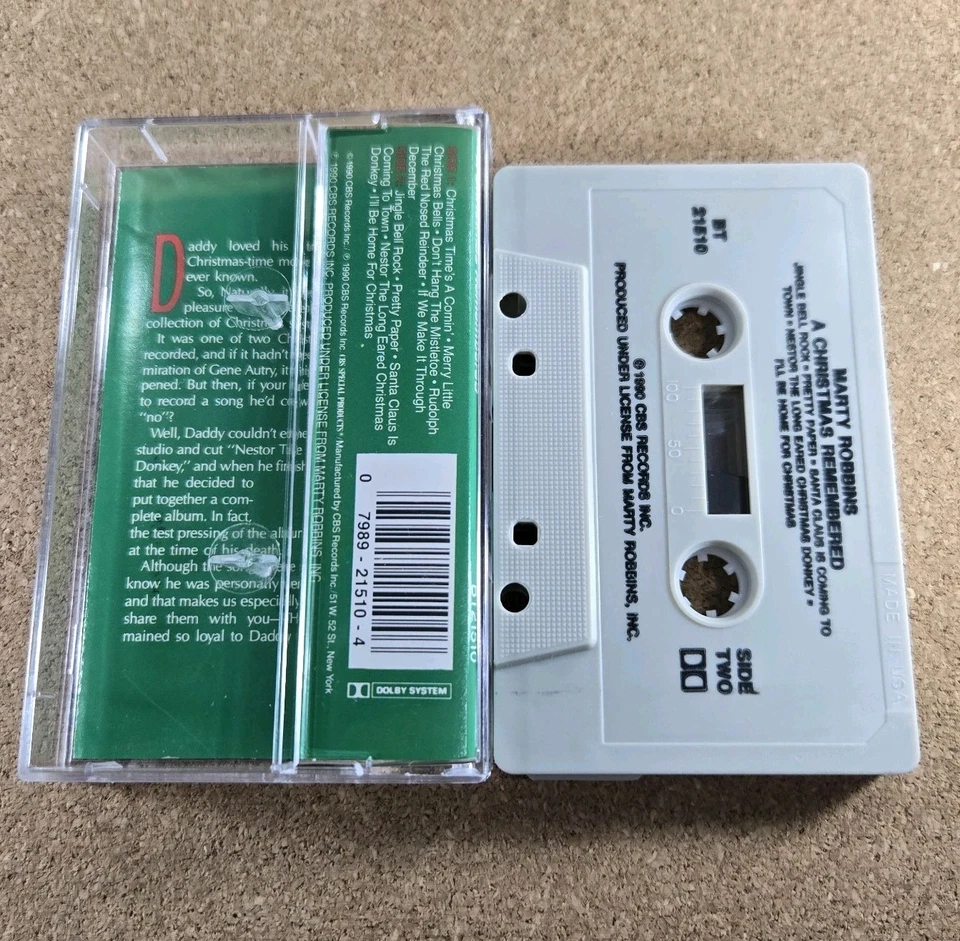 Daddy loved his
Christmas-time
ever known.
So, Naturally,
pleasure
collection of Christmas
It was one of two
recorded, and if it hadn't
miration of Gene Autry,
pened. But then, if your
to record a song he'd
"no"?
Well, Daddy couldn't
studio and cut "Nestor The
Donkey," and when he finish
that he decided to
put together a com-
plete album. In fact,
the test pressing of the album
at the time of his death
Although the
know he was personally
and that makes us especially
share them with you—
mained so loyal to Daddy
Christmas Time's A Comin' • Merry Little
Christmas Bells • Don't Hang The Mistletoe • Rudolph
The Red Nosed Reindeer • If We Make It Through
December
Jingle Bell Rock • Pretty Paper • Santa Claus Is
Coming To Town • Nestor The Long Eared Christmas
Donkey • I'll Be Home For Christmas
©1990 CBS Records Inc. ℗ 1990 CBS Records Inc. CBS SPECIAL PRODUCTS Manufactured by CBS Records Inc. 51 W 52 St., New York
℗ 1990 CBS RECORDS INC. PRODUCED UNDER LICENSE FROM MARTY ROBBINS, INC.
0 7989-21510-4
DOLBY SYSTEM
BT 21510
BT
21510
MARTY ROBBINS
A CHRISTMAS REMEMBERED
JINGLE BELL ROCK • PRETTY PAPER • SANTA CLAUS IS COMING TO
TOWN • NESTOR THE LONG EARED CHRISTMAS DONKEY •
I'LL BE HOME FOR CHRISTMAS
100 50 0
℗ 1990 CBS RECORDS INC.
PRODUCED UNDER LICENSE FROM MARTY ROBBINS, INC.
SIDE
TWO
MADE IN USA